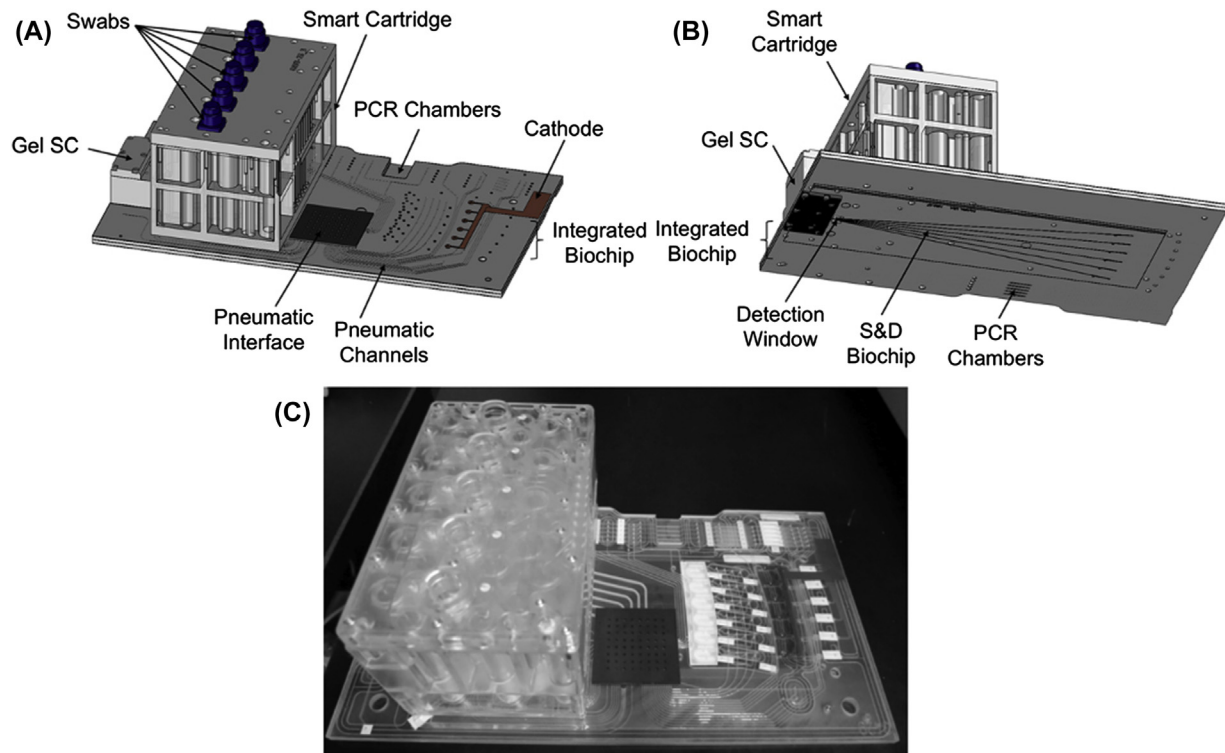 (A)
Swabs
Smart Cartridge
PCR Chambers
Cathode
Gel SC
Integrated
Biochip
Pneumatic
Interface
Pneumatic
Channels
(B)
Smart
Cartridge
Gel SC
Integrated
Biochip
Detection
Window
S&D
Biochip
PCR
Chambers
(C)